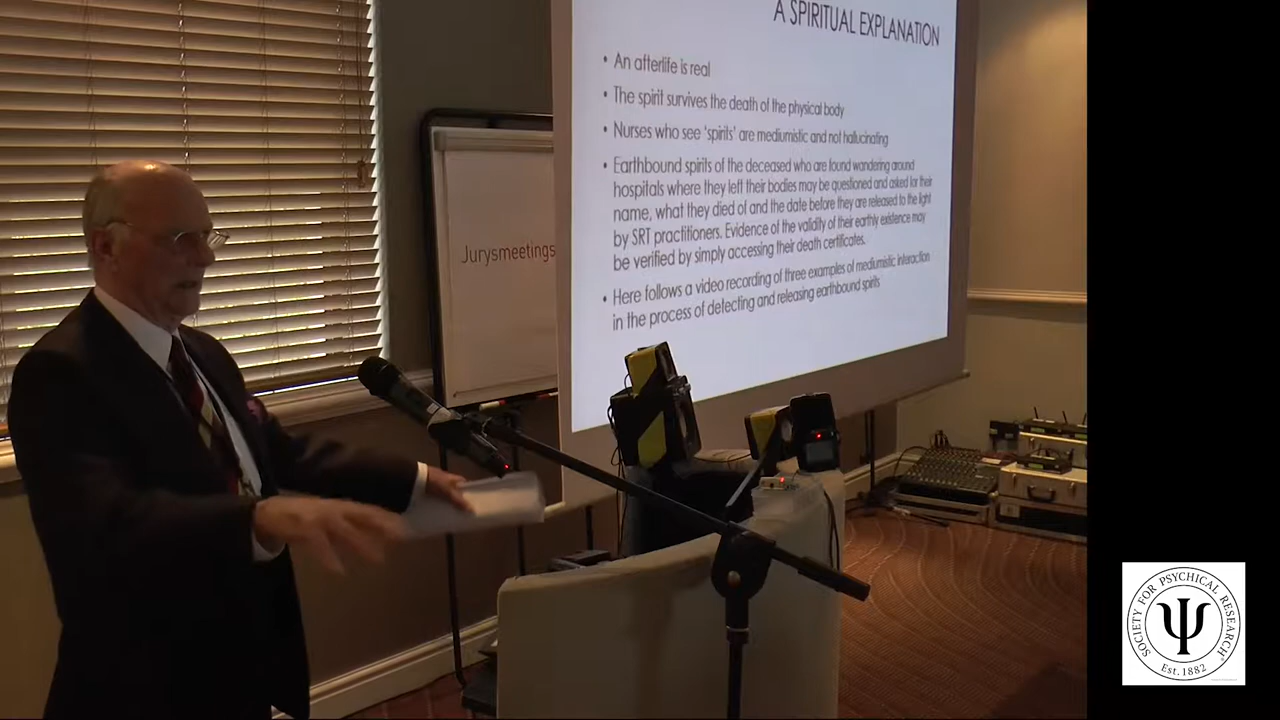 A SPIRITUAL EXPLANATION
• An afterlife is real
• The spirit survives the death of the physical body
• Nurses who see 'spirits' are mediumistic and not hallucinating
• Earthbound spirits of the deceased who are found wandering around
hospitals where they left their bodies may be questioned and asked for their
name, what they died of and the date before they are released to the light
by SRT practitioners. Evidence of the validity of their earthly existence may
be verified by simply accessing their death certificates.
• Here follows a video recording of three examples of mediumistic interaction
in the process of detecting and releasing earthbound spirits
Jurysmeetings
SOCIETY FOR PSYCHICAL RESEARCH
Ψ
Est. 1882